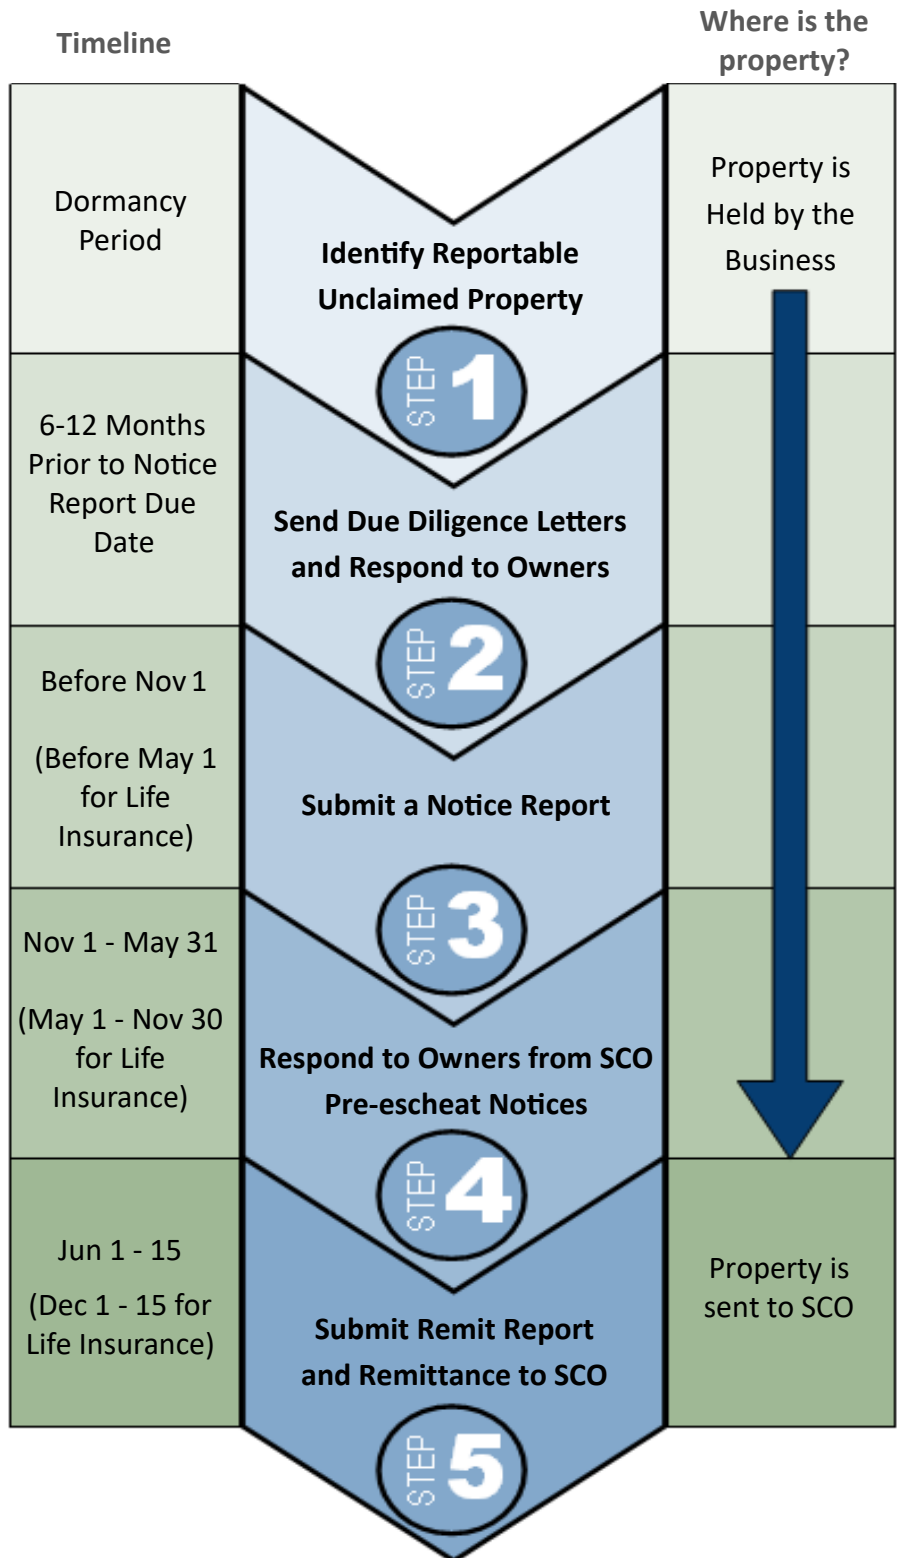 Timeline
Where is the
property?
Dormancy
Period
Identify Reportable
Unclaimed Property
STEP 1
Property is
Held by the
Business
6-12 Months
Prior to Notice
Report Due
Date
Send Due Diligence Letters
and Respond to Owners
STEP 2
Before Nov 1
(Before May 1
for Life
Insurance)
Submit a Notice Report
STEP 3
Nov 1 - May 31
(May 1 - Nov 30
for Life
Insurance)
Respond to Owners from SCO
Pre-escheat Notices
STEP 4
Jun 1 - 15
(Dec 1 - 15 for
Life Insurance)
Submit Remit Report
and Remittance to SCO
STEP 5
Property is
sent to SCO